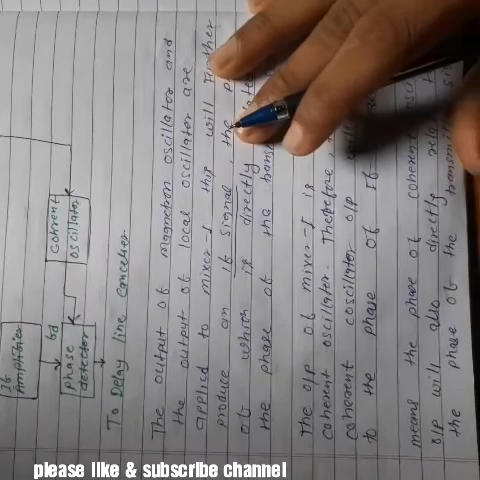 If
Amplifier
Pd
phase
detector
coherent
oscillator
To Delay line canceller
The output of magnetron oscillator and
the output of local oscillator are
applied to mixer-I this will further
produce an If signal, the
of which is directly
the phase of the
The o/p of mixer-I is
coherent oscillator. Therefore,
coherent oscillator o/p
to the phase of If
means the phase of coherent
o/p will also directly
the phase of the
please like & subscribe channel